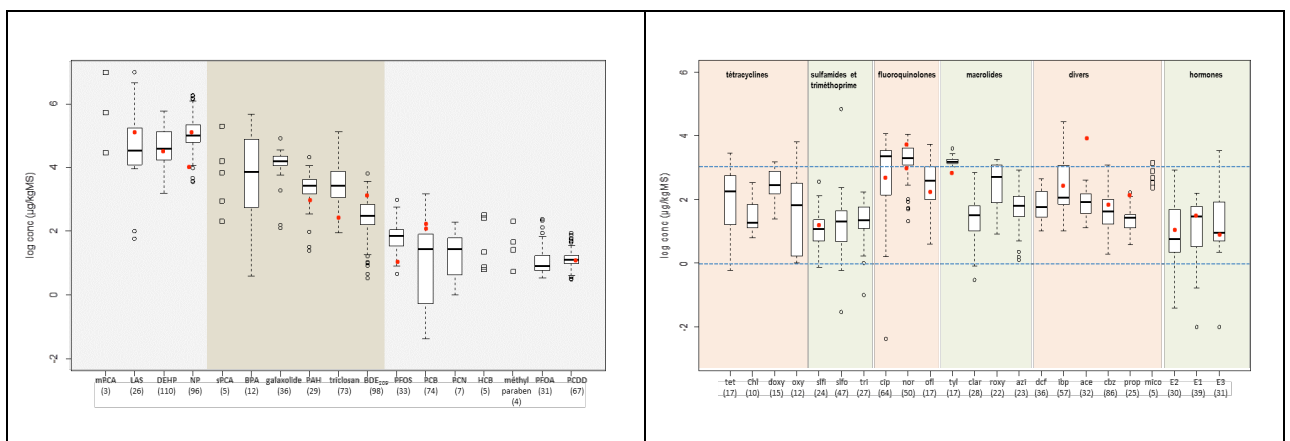 6
4
2
0
-2
log conc (µg/kgMS)
mPCA LAS DEHP NP sPCA BPA galaxolide PAH triclosan BDE209 PFOS PCB PCN HCB méthyl PFOA PCDD
(3) (26) (110) (96) (5) (12) (36) (29) (73) (98) (33) (74) (7) (5) paraben (31) (67)
(4)
tétracyclines sulfamides et fluoroquinolones macrolides divers hormones
triméthoprime
6
4
2
0
-2
log conc (µg/kgMS)
tet Chl doxy oxy slfi slfo tri cip nor ofl tyl clar roxy azi dcf ibp ace cbz prop mico E2 E1 E3
(17) (10) (15) (12) (24) (47) (27) (64) (50) (17) (17) (28) (22) (23) (36) (57) (32) (86) (25) (5) (30) (39) (31)